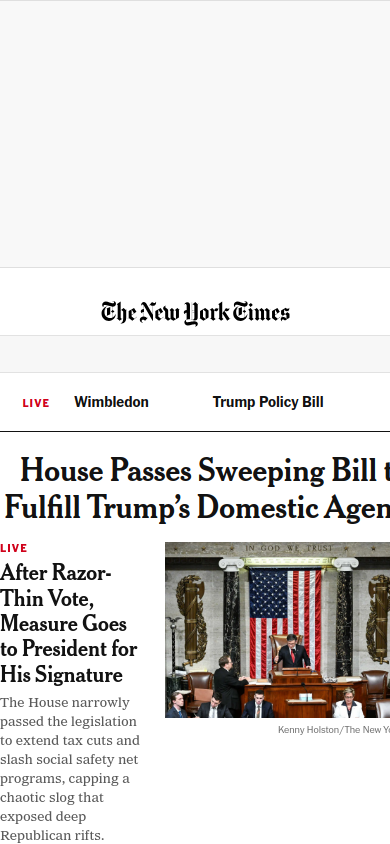 The New York Times
LIVE Wimbledon Trump Policy Bill
House Passes Sweeping Bill t
Fulfill Trump's Domestic Agen
LIVE
After Razor-
Thin Vote,
Measure Goes
to President for
His Signature
The House narrowly
passed the legislation
to extend tax cuts and
slash social safety net
programs, capping a
chaotic slog that
exposed deep
Republican rifts.
IN GOD WE TRUST
Kenny Holston/The New Yo